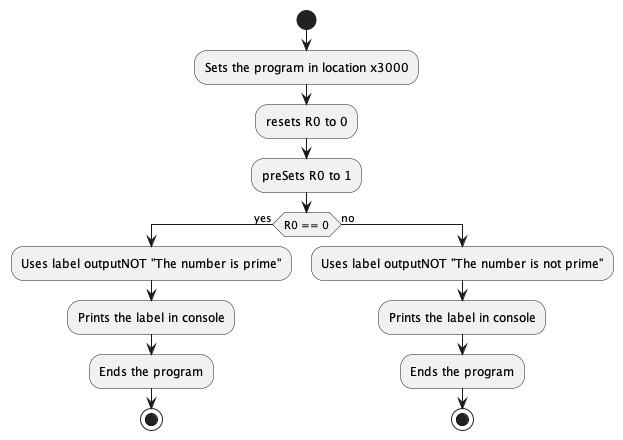 Sets the program in location x3000
resets R0 to 0
preSets R0 to 1
yes
R0 == 0
no
Uses label outputNOT "The number is prime"
Uses label outputNOT "The number is not prime"
Prints the label in console
Prints the label in console
Ends the program
Ends the program